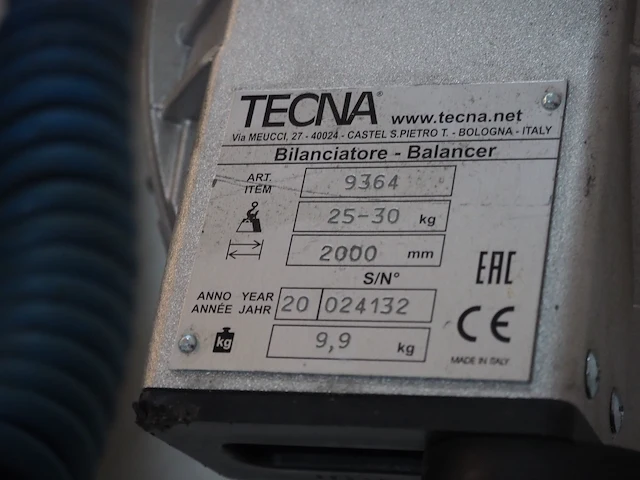 TECNA® www.tecna.net
Via MEUCCI, 27 - 40024 - CASTEL S.PIETRO T. - BOLOGNA - ITALY
Bilanciatore - Balancer
ART. ITEM 9364
25-30 kg
2000 mm
S/N°
ANNO YEAR
ANNÉE JAHR 20 024132
kg 9,9 kg
EAC
CE
MADE IN ITALY